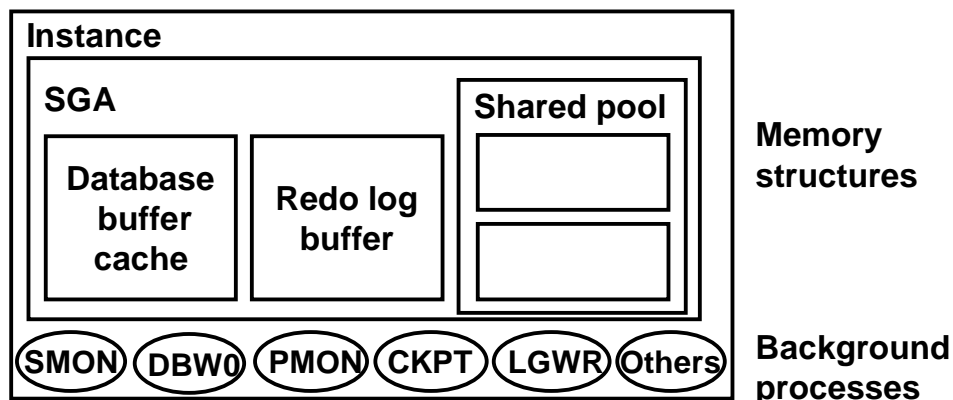 Instance
SGA
Shared pool
Database
buffer
cache
Redo log
buffer
Memory
structures
SMON
DBW0
PMON
CKPT
LGWR
Others
Background
processes